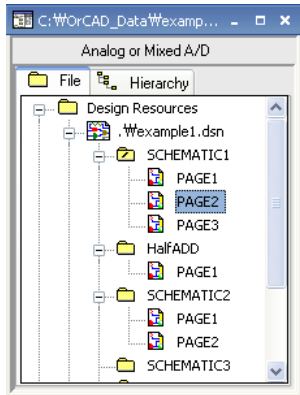 C:₩OrCAD_Data₩examp...
Analog or Mixed A/D
File Hierarchy
Design Resources
.₩example1.dsn
SCHEMATIC1
PAGE1
PAGE2
PAGE3
HalfADD
PAGE1
SCHEMATIC2
PAGE1
PAGE2
SCHEMATIC3